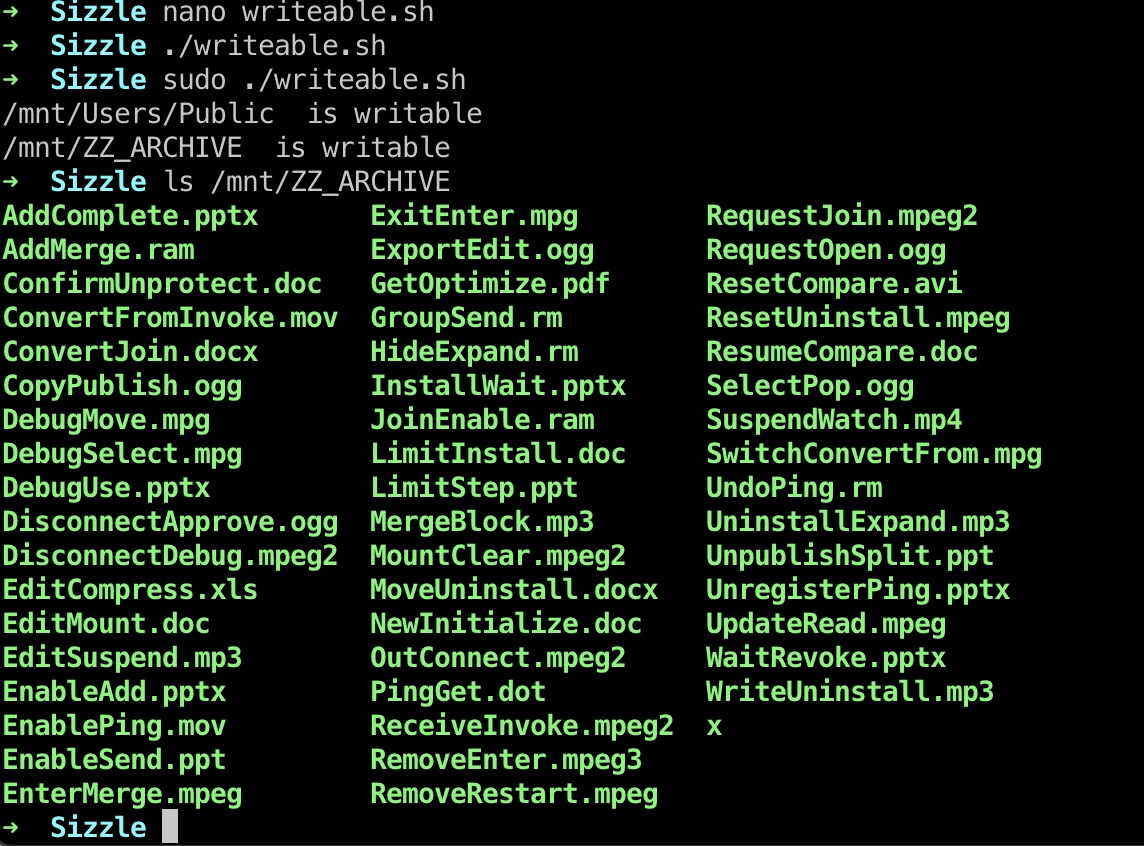 →  Sizzle nano writeable.sh
→  Sizzle ./writeable.sh
→  Sizzle sudo ./writeable.sh
/mnt/Users/Public  is writable
/mnt/ZZ_ARCHIVE  is writable
→  Sizzle ls /mnt/ZZ_ARCHIVE
AddComplete.pptx       ExitEnter.mpg        RequestJoin.mpeg2
AddMerge.ram           ExportEdit.ogg       RequestOpen.ogg
ConfirmUnprotect.doc   GetOptimize.pdf      ResetCompare.avi
ConvertFromInvoke.mov  GroupSend.rm         ResetUninstall.mpeg
ConvertJoin.docx       HideExpand.rm        ResumeCompare.doc
CopyPublish.ogg        InstallWait.pptx     SelectPop.ogg
DebugMove.mpg          JoinEnable.ram       SuspendWatch.mp4
DebugSelect.mpg        LimitInstall.doc     SwitchConvertFrom.mpg
DebugUse.pptx          LimitStep.ppt        UndoPing.rm
DisconnectApprove.ogg  MergeBlock.mp3       UninstallExpand.mp3
DisconnectDebug.mpeg2  MountClear.mpeg2     UnpublishSplit.ppt
EditCompress.xls       MoveUninstall.docx   UnregisterPing.pptx
EditMount.doc          NewInitialize.doc    UpdateRead.mpeg
EditSuspend.mp3        OutConnect.mpeg2     WaitRevoke.pptx
EnableAdd.pptx         PingGet.dot          WriteUninstall.mp3
EnablePing.mov         ReceiveInvoke.mpeg2  x
EnableSend.ppt         RemoveEnter.mpeg3
EnterMerge.mpeg        RemoveRestart.mpeg
→  Sizzle